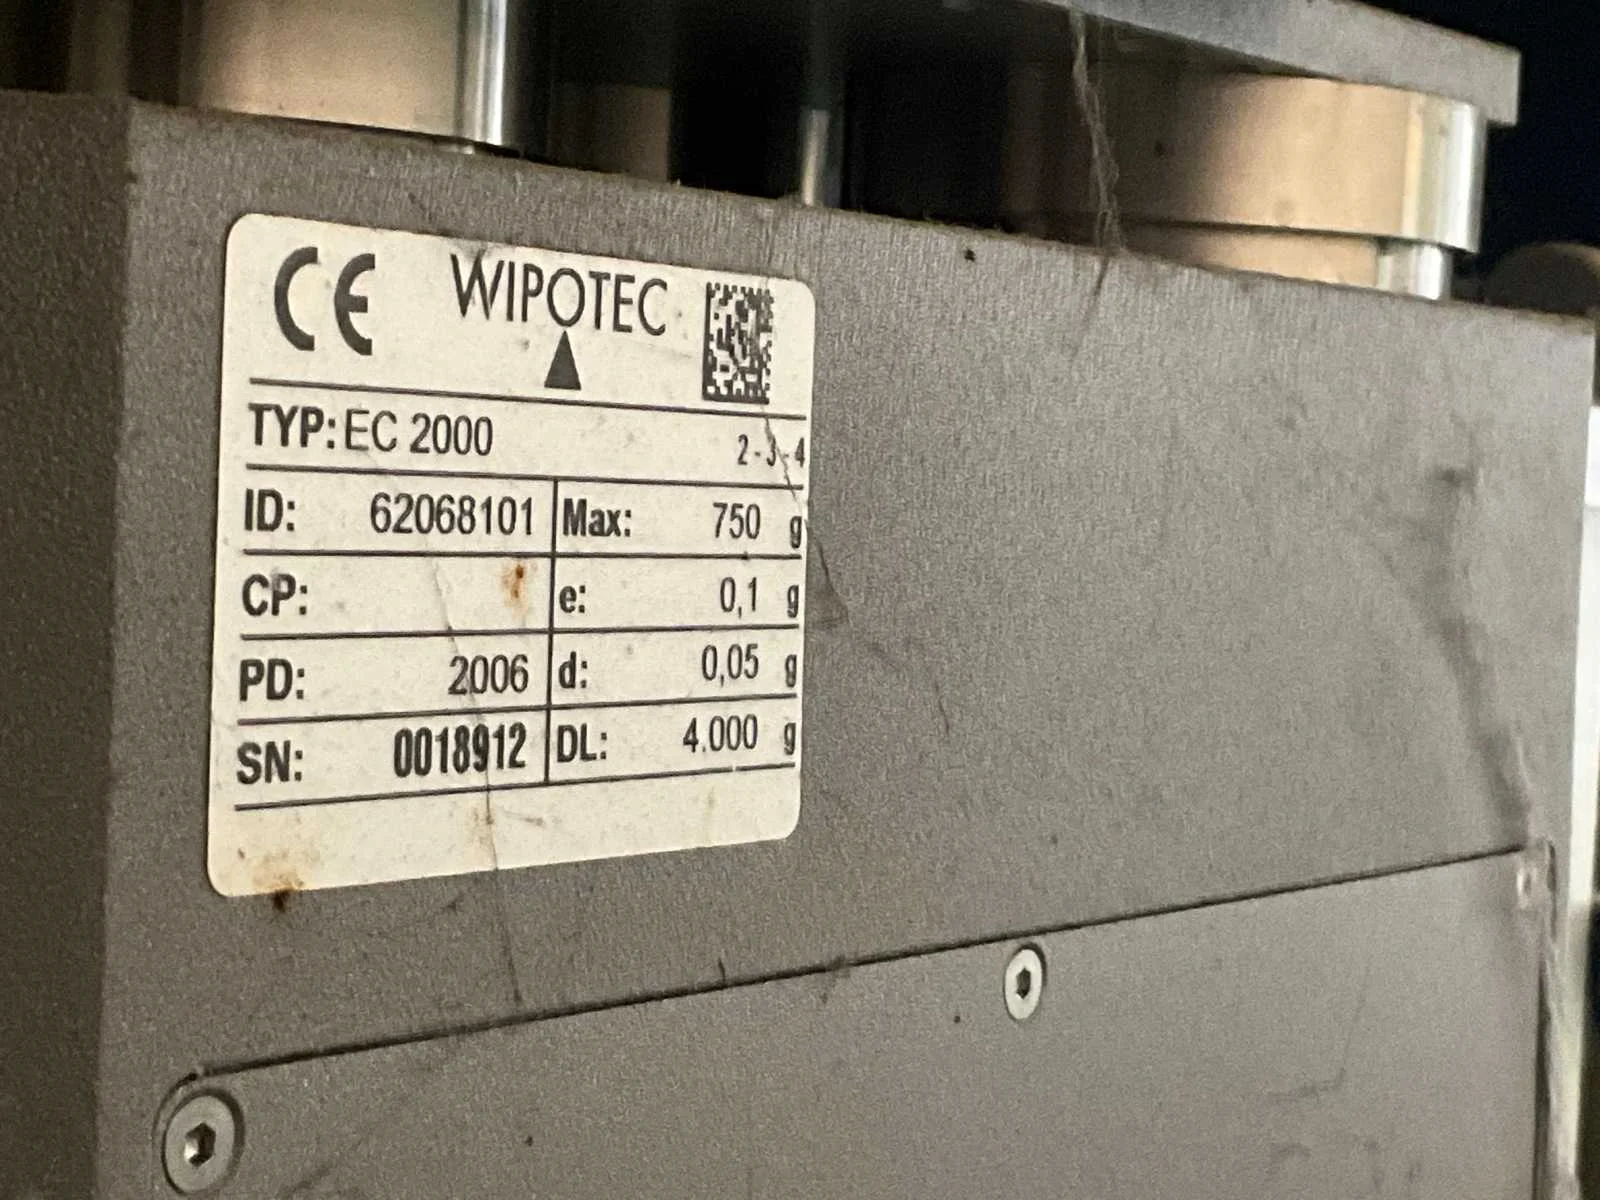 CE WIPOTEC
TYP: EC 2000 2-3-4
ID: 62068101 Max: 750 g
CP: e: 0,1 g
PD: 2006 d: 0,05 g
SN: 0018912 DL: 4.000 g